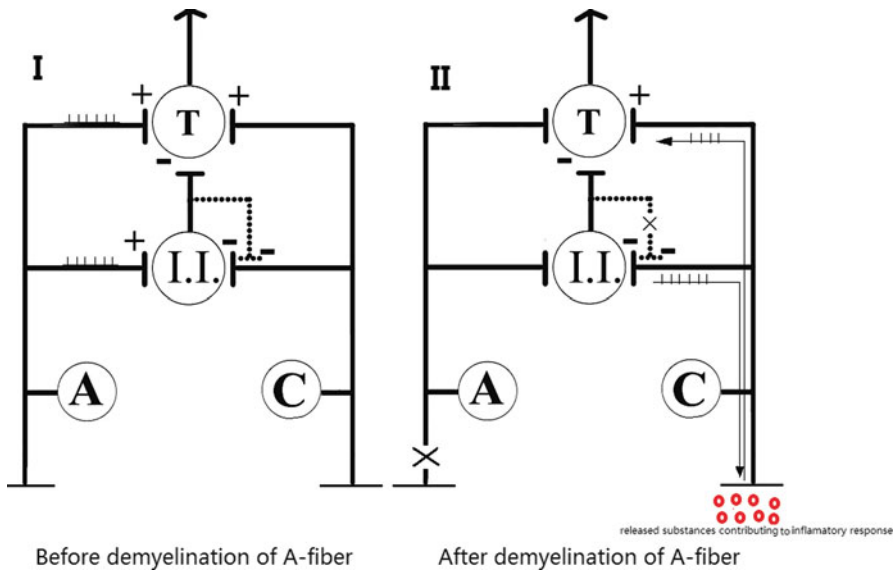 I
II
+
+
+
T
T
-
-
+
-
-
-
-
×
I.I.
I.I.
A
C
A
C
×
released substances contributing to inflamatory response
Before demyelination of A-fiber
After demyelination of A-fiber